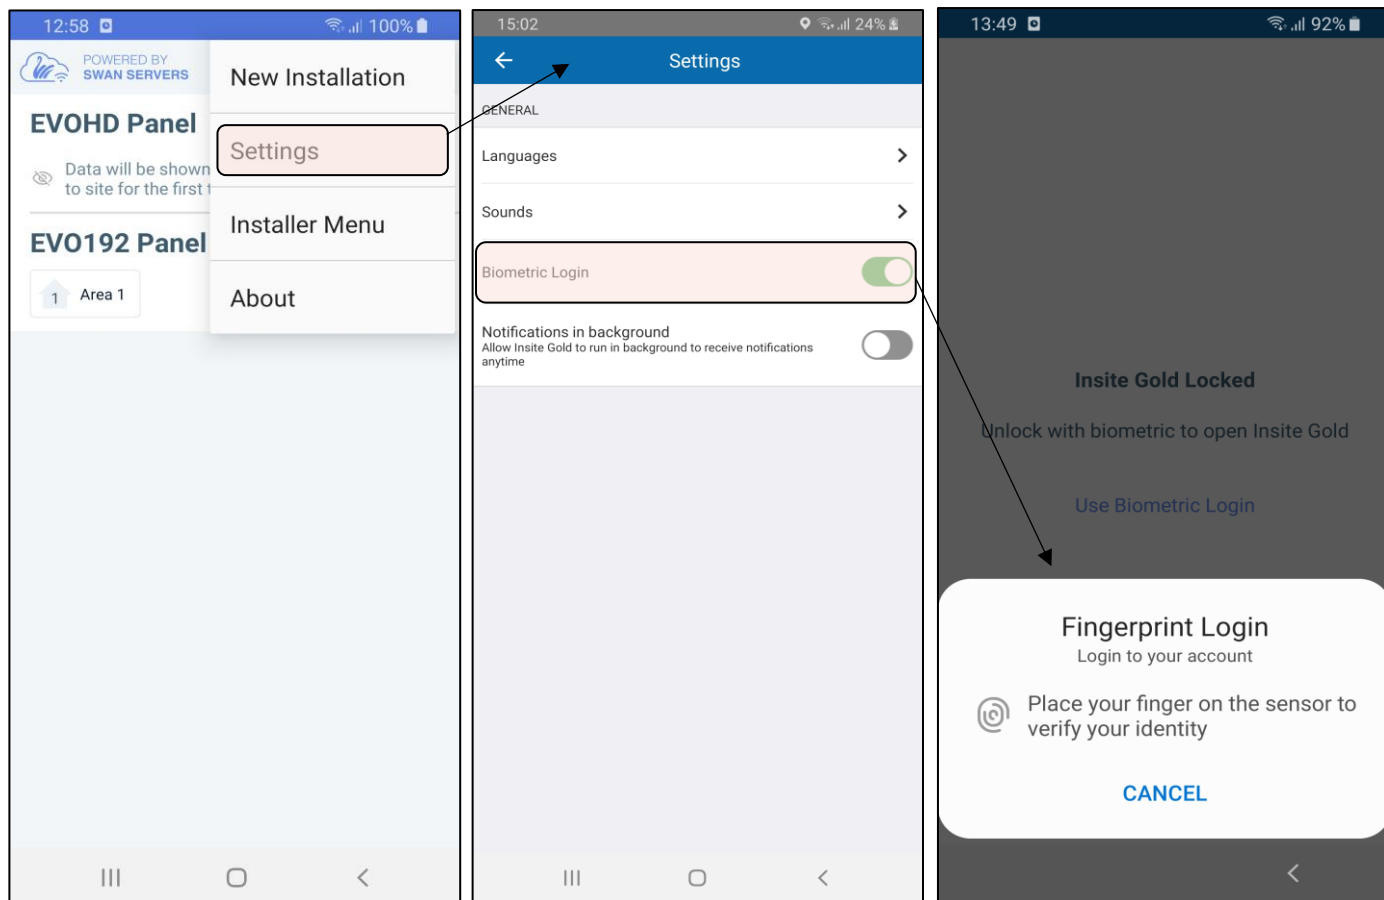 12:58
100%
POWERED BY
SWAN SERVERS
EVOHD Panel
Data will be shown
to site for the first t
EVO192 Panel
1
Area 1
New Installation
Settings
Installer Menu
About
15:02
24%
Settings
GENERAL
Languages
Sounds
Biometric Login
Notifications in background
Allow Insite Gold to run in background to receive notifications
anytime
13:49
92%
Insite Gold Locked
Unlock with biometric to open Insite Gold
Use Biometric Login
Fingerprint Login
Login to your account
Place your finger on the sensor to
verify your identity
CANCEL